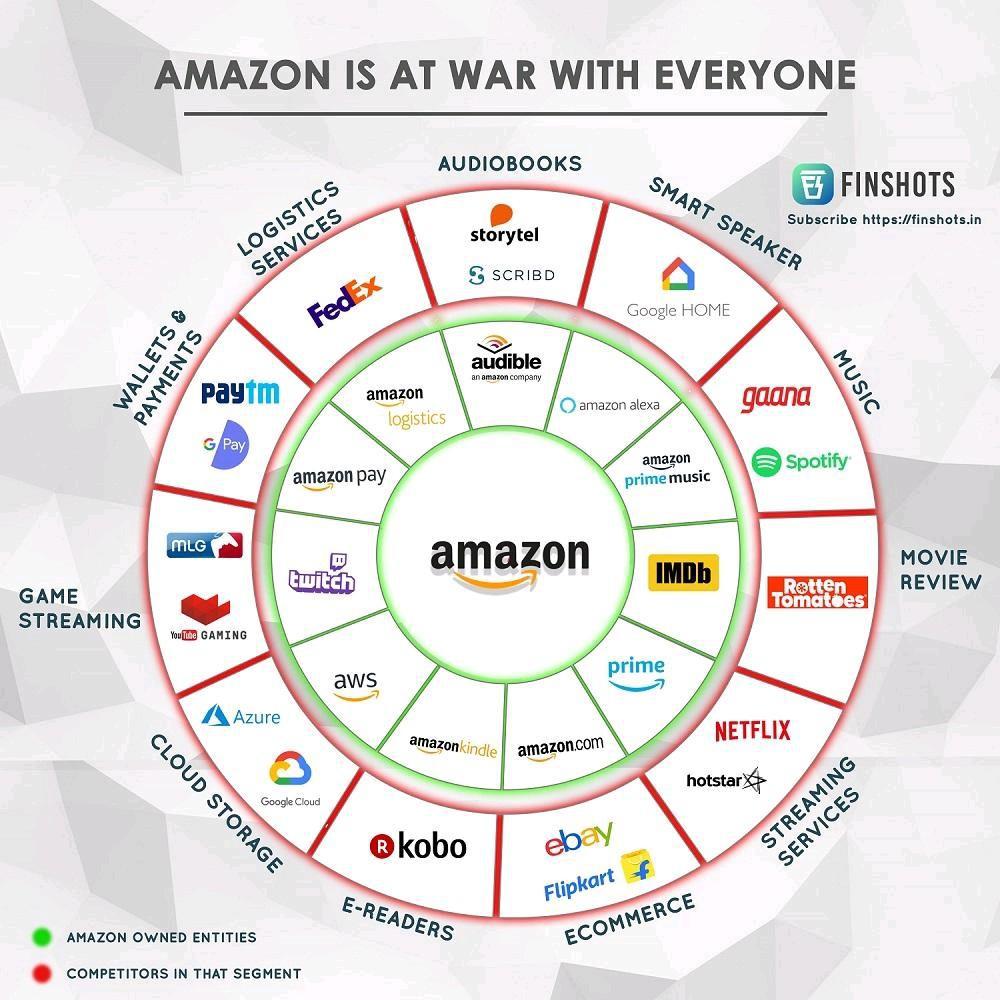 AMAZON IS AT WAR WITH EVERYONE
FINSHOTS
Subscribe https://finshots.in
AUDIOBOOKS
storytel
SCRIBD
audible
an amazon company
SMART SPEAKER
Google HOME
amazon alexa
MUSIC
gaana
Spotify
amazon
prime music
MOVIE
REVIEW
Rotten
Tomatoes
IMDb
STREAMING
SERVICES
NETFLIX
hotstar
prime
ECOMMERCE
ebay
Flipkart
amazon.com
E-READERS
kobo
amazonkindle
CLOUD STORAGE
Azure
Google Cloud
aws
GAME
STREAMING
MLG
YouTube GAMING
twitch
WALLETS &
PAYMENTS
paytm
G Pay
amazon pay
LOGISTICS
SERVICES
FedEx
amazon
logistics
amazon
AMAZON OWNED ENTITIES
COMPETITORS IN THAT SEGMENT